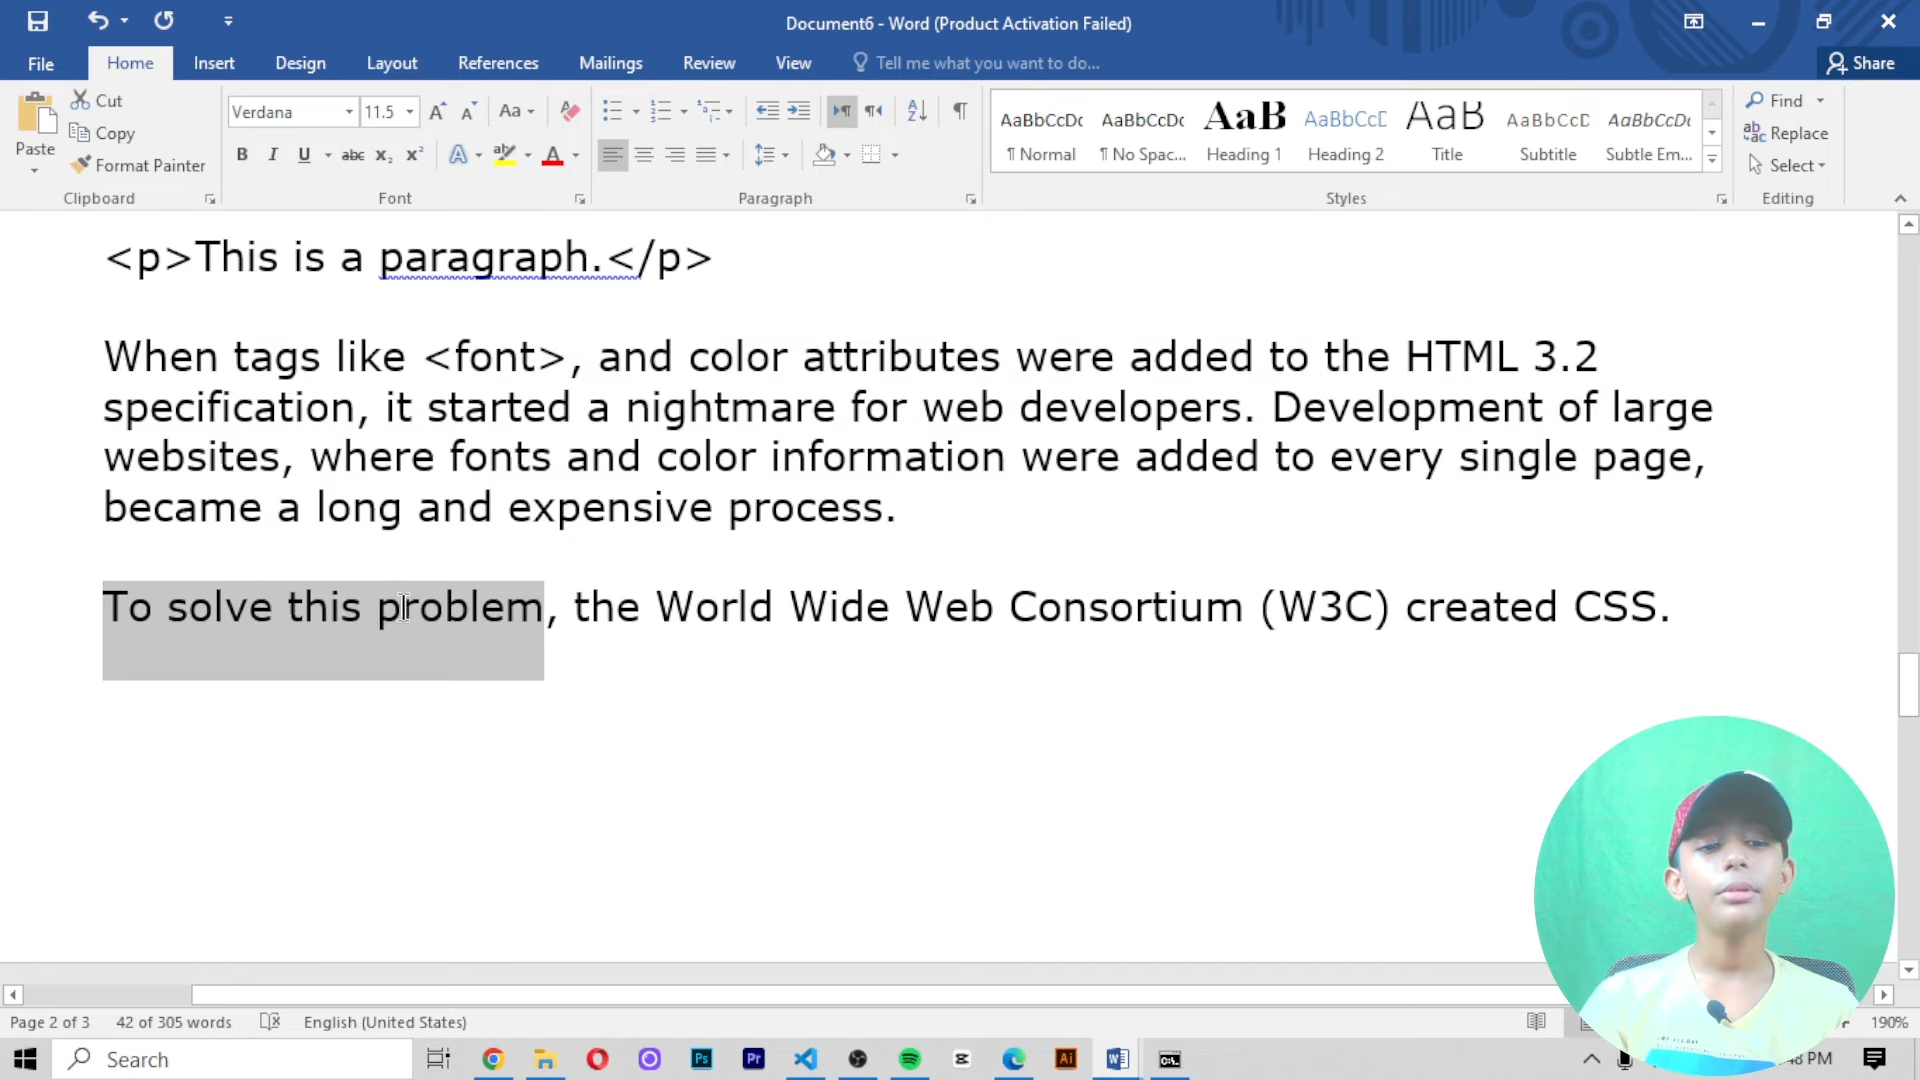 Document6 - Word (Product Activation Failed)
File Home Insert Design Layout References Mailings Review View Tell me what you want to do... Share
Cut
Copy
Format Painter
Paste
Clipboard
Verdana 11.5
Font
Paragraph
AaBbCcDc AaBbCcDc AaB AaBbCcD AaB AaBbCcD AaBbCcDc
¶ Normal ¶ No Spac... Heading 1 Heading 2 Title Subtitle Subtle Em...
Styles
Find
Replace
Select
Editing
<p>This is a paragraph.</p>
When tags like <font>, and color attributes were added to the HTML 3.2
specification, it started a nightmare for web developers. Development of large
websites, where fonts and color information were added to every single page,
became a long and expensive process.
To solve this problem, the World Wide Web Consortium (W3C) created CSS.
Page 2 of 3 42 of 305 words English (United States) 190%
Search
48 PM